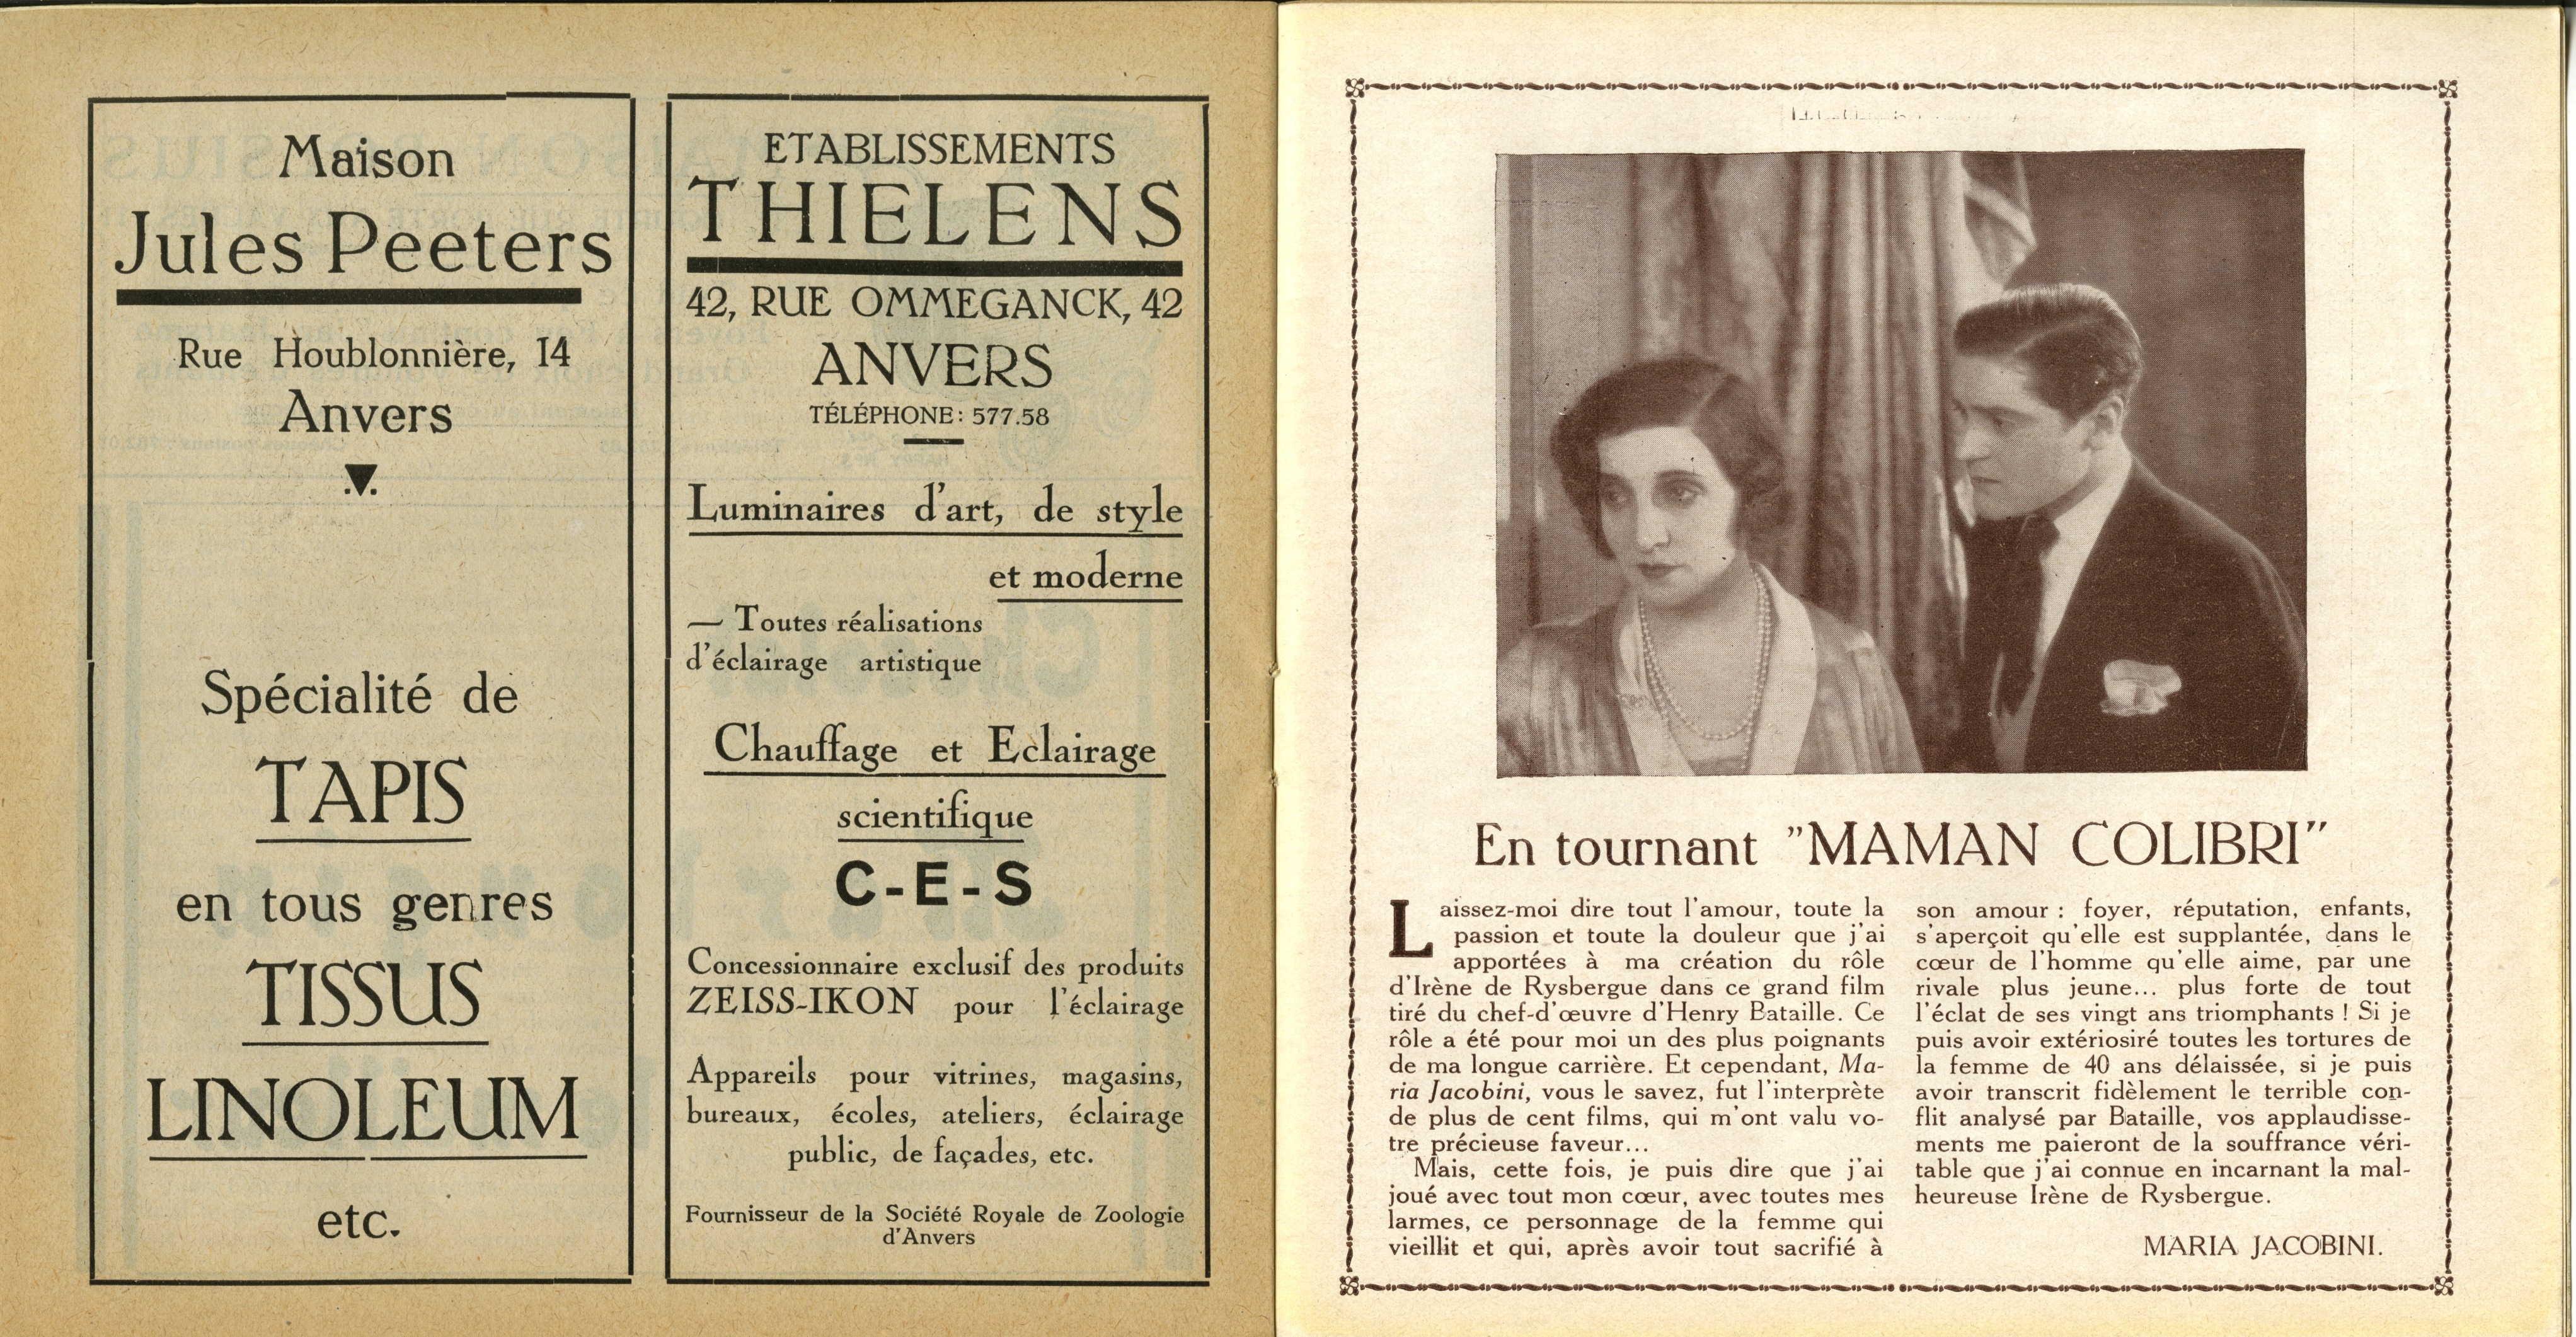 Maison
Jules Peeters
Rue Houblonnière, 14
Anvers
Spécialité de
TAPIS
en tous genres
TISSUS
LINOLEUM
etc.
ETABLISSEMENTS
THIELENS
42, RUE OMMEGANCK, 42
ANVERS
TÉLÉPHONE: 577.58
Luminaires d'art, de style
et moderne
— Toutes réalisations
d'éclairage artistique
Chauffage et Eclairage
scientifique
C-E-S
Concessionnaire exclusif des produits
ZEISS-IKON pour l'éclairage
Appareils pour vitrines, magasins,
bureaux, écoles, ateliers, éclairage
public, de façades, etc.
Fournisseur de la Société Royale de Zoologie
d'Anvers
En tournant "MAMAN COLIBRI"
Laissez-moi dire tout l'amour, toute la
passion et toute la douleur que j'ai
apportées à ma création du rôle
d'Irène de Rysbergue dans ce grand film
tiré du chef-d'œuvre d'Henry Bataille. Ce
rôle a été pour moi un des plus poignants
de ma longue carrière. Et cependant, Ma-
ria Jacobini, vous le savez, fut l'interprète
de plus de cent films, qui m'ont valu vo-
tre précieuse faveur...
Mais, cette fois, je puis dire que j'ai
joué avec tout mon cœur, avec toutes mes
larmes, ce personnage de la femme qui
vieillit et qui, après avoir tout sacrifié à
son amour : foyer, réputation, enfants,
s'aperçoit qu'elle est supplantée, dans le
cœur de l'homme qu'elle aime, par une
rivale plus jeune... plus forte de tout
l'éclat de ses vingt ans triomphants ! Si je
puis avoir extériosiré toutes les tortures de
la femme de 40 ans délaissée, si je puis
avoir transcrit fidèlement le terrible con-
flit analysé par Bataille, vos applaudisse-
ments me paieront de la souffrance véri-
table que j'ai connue en incarnant la mal-
heureuse Irène de Rysbergue.
MARIA JACOBINI.